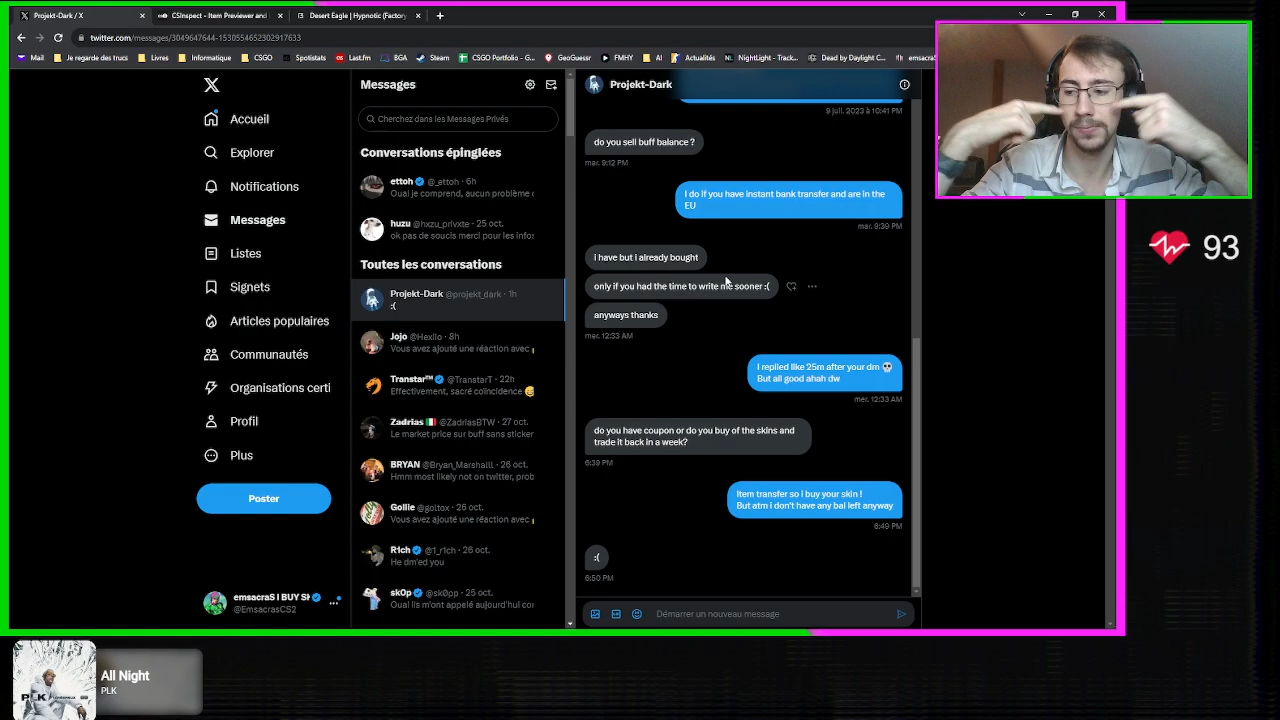 Projekt-Dark / X
CSInspect - Item Previewer and
Desert Eagle | Hypnotic (Factory
twitter.com/messages/3049647644-1530554652302917633
Mail
Je regarde des trucs
Livres
Informatique
CSGO
Spotistats
Last.fm
BGA
Steam
CSGO Portfolio - G...
GeoGuessr
FMHY
AI
Actualités
NightLight - Track...
Dead by Daylight C...
emsacraS
Accueil
Explorer
Notifications
Messages
Listes
Signets
Articles populaires
Communautés
Organisations certi
Profil
Plus
Poster
emsacraS I BUY SK
@EmsacrasCS2
Messages
Cherchez dans les Messages Privés
Conversations épinglées
ettoh @_ettoh · 6h
Ouai je comprend, aucun problème c
huzu @hxzu_prlvxte · 25 oct.
ok pas de soucis merci pour les infos
Toutes les conversations
Projekt-Dark @projekt_dark · 1h
:(
Jojo @Hexllo · 8h
Vous avez ajouté une réaction avec
Transtar™ @TranstarT · 22h
Effectivement, sacré coïncidence 😅
Zadrias 🇮🇹 @ZadriasBTW · 27 oct.
Le market price sur buff sans sticker
BRYAN @Bryan_Marshalll · 26 oct.
Hmm most likely not on twitter, prob
Gollie @goltox · 26 oct.
Vous avez ajouté une réaction avec
R1ch @1_r1ch · 26 oct.
He dm'ed you
sk0p @sk0pp · 25 oct.
Oual ils m'ont appelé aujourd'hui cor
Projekt-Dark
9 juil. 2023 à 10:41 PM
do you sell buff balance ?
mar. 9:12 PM
I do if you have instant bank transfer and are in the
EU
mar. 9:39 PM
i have but i already bought
only if you had the time to write me sooner :(
anyways thanks
mer. 12:33 AM
I replied like 25m after your dm 💀
But all good ahah dw
mer. 12:33 AM
do you have coupon or do you buy of the skins and
trade it back in a week?
6:39 PM
Item transfer so i buy your skin !
But atm i don't have any bal left anyway
6:49 PM
:(
6:50 PM
Démarrer un nouveau message
93
PLK
All Night
PLK